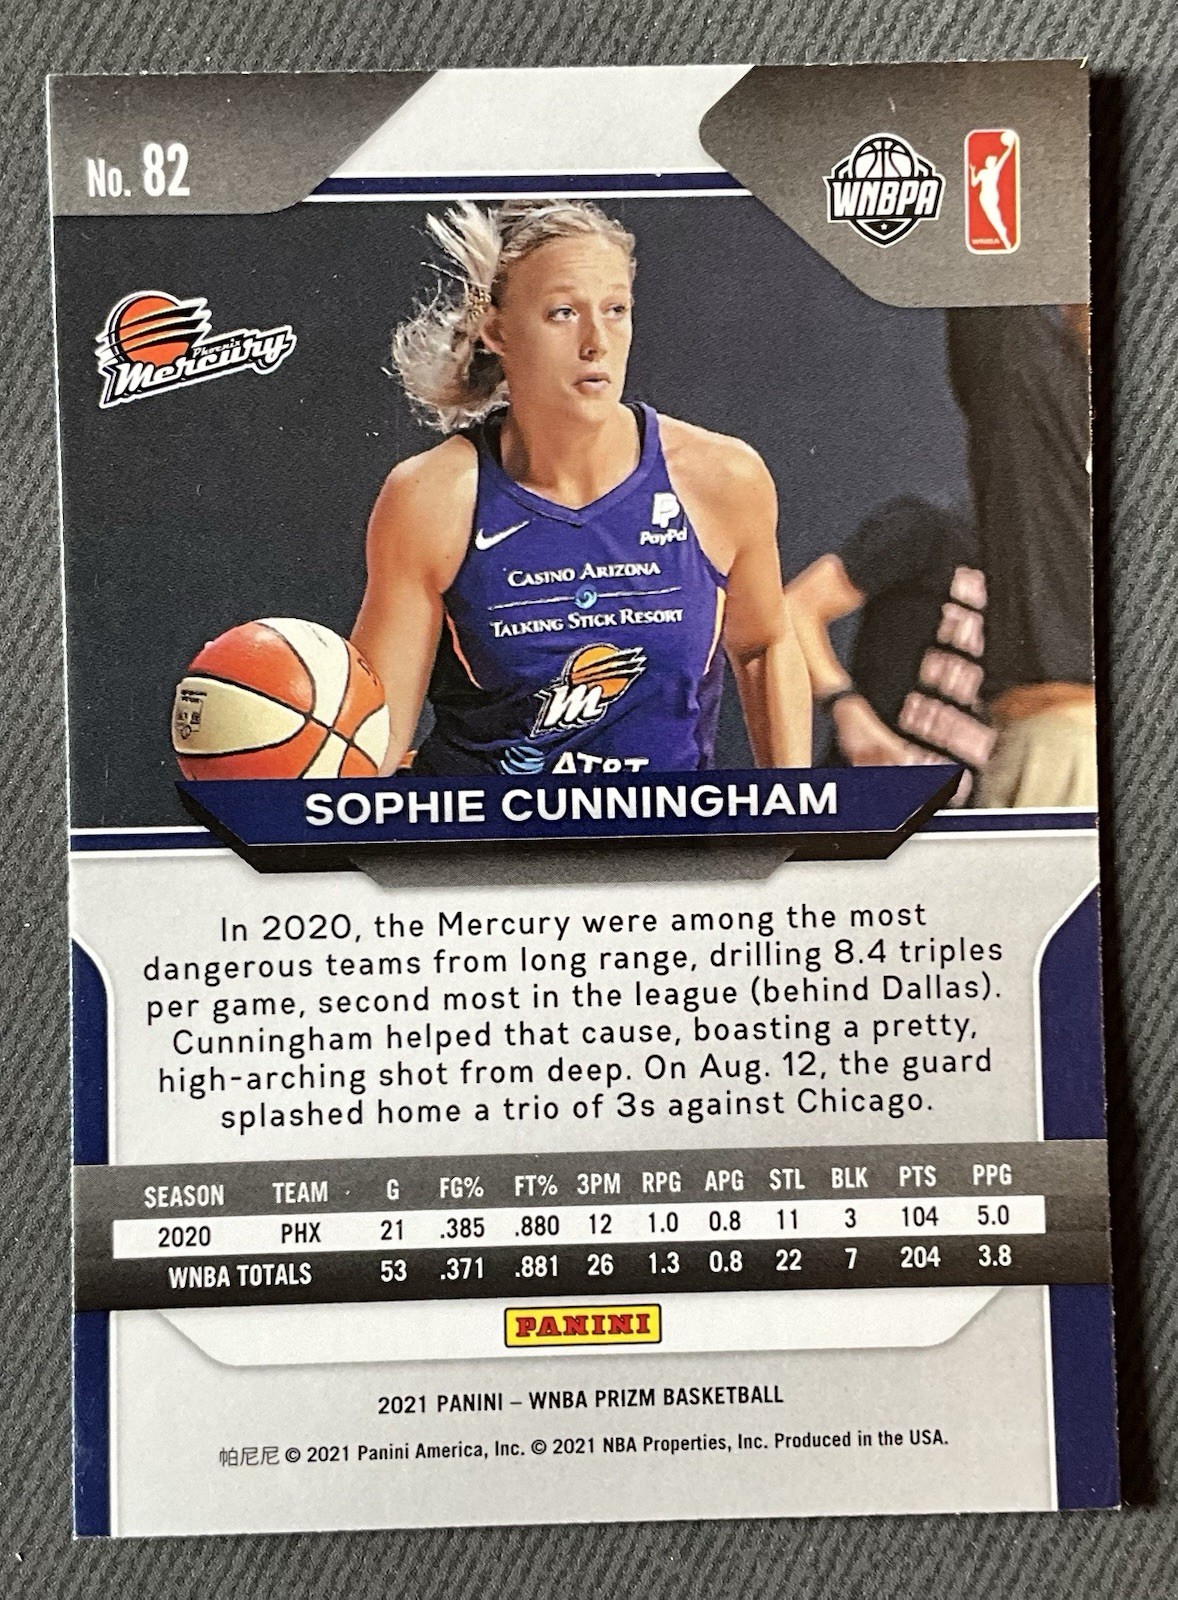 No. 82
WNBPA
WNBA
Phoenix
Mercury
PayPal
CASINO ARIZONA
TALKING STICK RESORT
M
AT&T
SOPHIE CUNNINGHAM
In 2020, the Mercury were among the most
dangerous teams from long range, drilling 8.4 triples
per game, second most in the league (behind Dallas).
Cunningham helped that cause, boasting a pretty,
high-arching shot from deep. On Aug. 12, the guard
splashed home a trio of 3s against Chicago.
SEASON TEAM G FG% FT% 3PM RPG APG STL BLK PTS PPG
2020 PHX 21 .385 .880 12 1.0 0.8 11 3 104 5.0
WNBA TOTALS 53 .371 .881 26 1.3 0.8 22 7 204 3.8
PANINI
2021 PANINI – WNBA PRIZM BASKETBALL
帕尼尼 © 2021 Panini America, Inc. © 2021 NBA Properties, Inc. Produced in the USA.